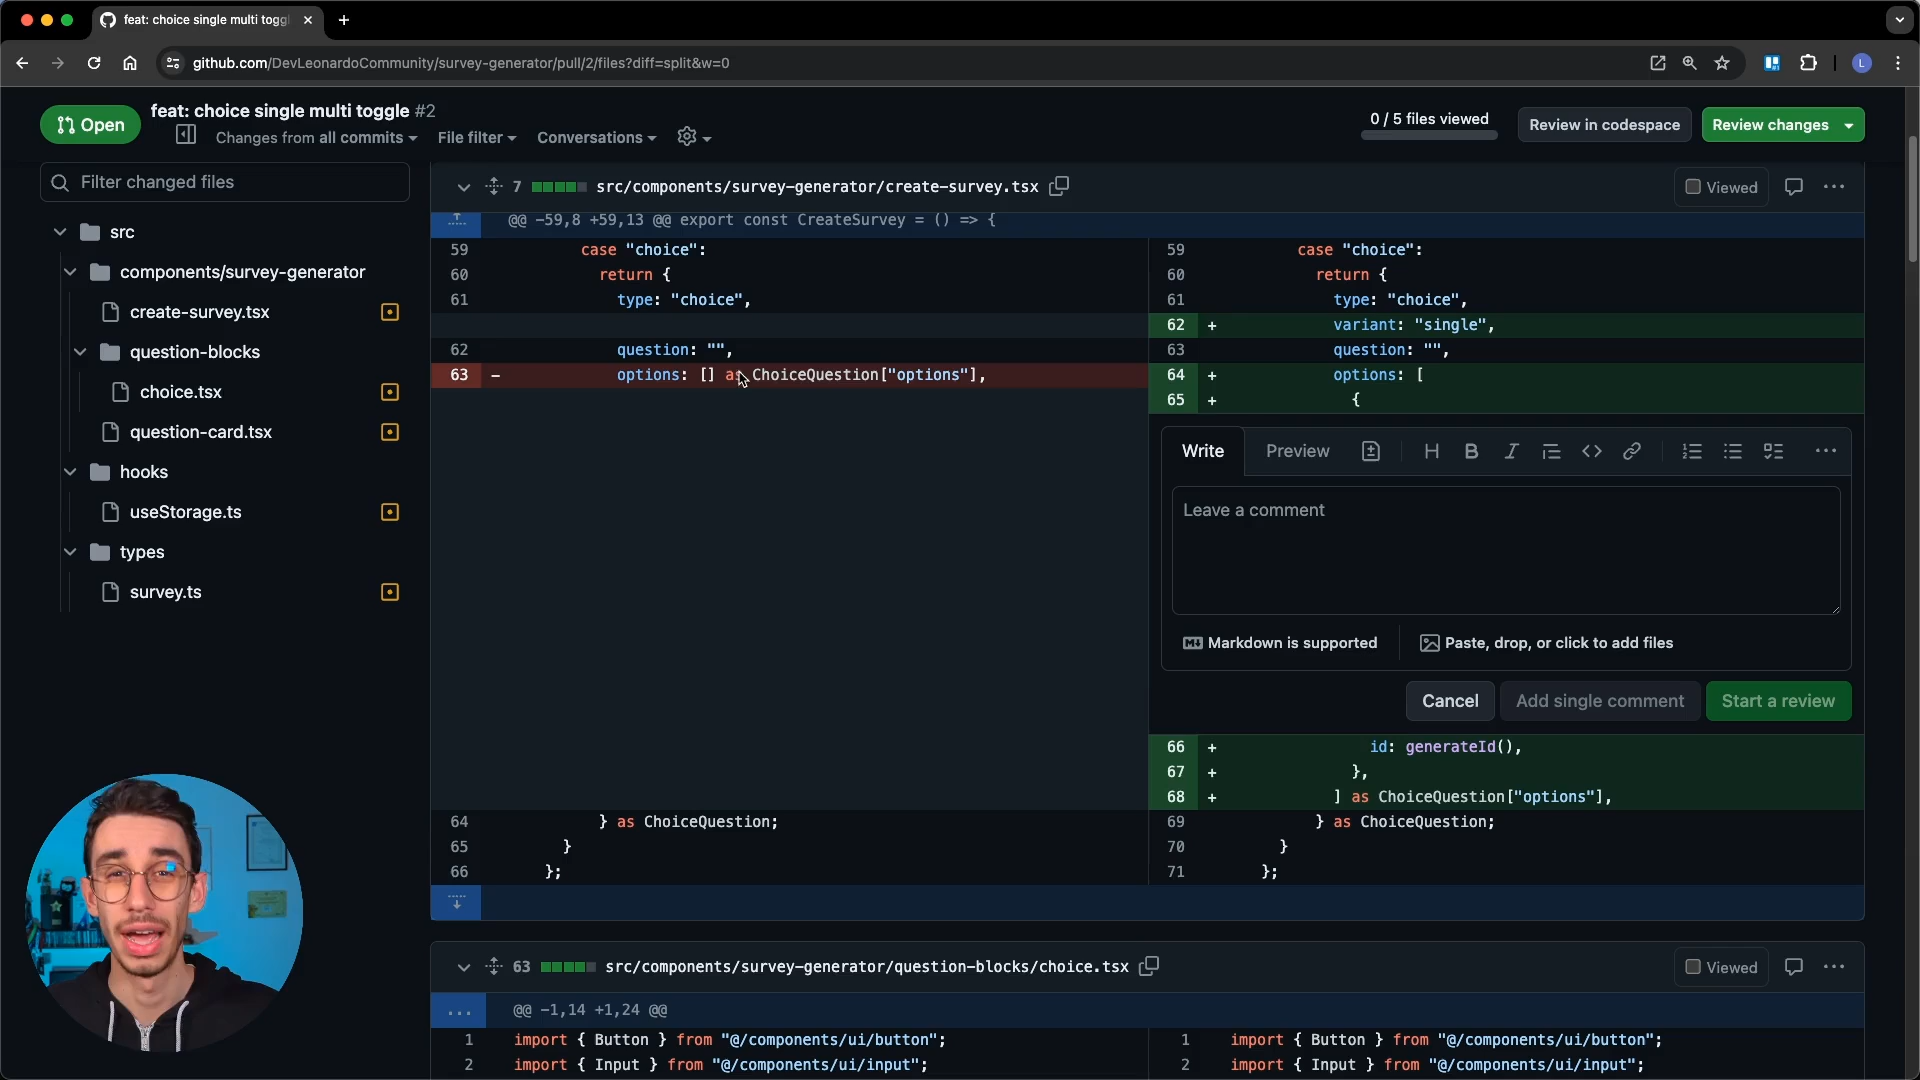 feat: choice single multi toggl
github.com/DevLeonardoCommunity/survey-generator/pull/2/files?diff=split&w=0
L
Open
feat: choice single multi toggle #2
Changes from all commits
File filter
Conversations
0 / 5 files viewed
Review in codespace
Review changes
Filter changed files
src
components/survey-generator
create-survey.tsx
question-blocks
choice.tsx
question-card.tsx
hooks
useStorage.ts
types
survey.ts
7 src/components/survey-generator/create-survey.tsx
Viewed
@@ -59,8 +59,13 @@ export const CreateSurvey = () => {
59 case "choice":
60 return {
61 type: "choice",
62 question: "",
63 - options: [] as ChoiceQuestion["options"],
64 } as ChoiceQuestion;
65 }
66 };
59 case "choice":
60 return {
61 type: "choice",
62 + variant: "single",
63 question: "",
64 + options: [
65 + {
Write
Preview
Leave a comment
Markdown is supported
Paste, drop, or click to add files
Cancel
Add single comment
Start a review
66 + id: generateId(),
67 + },
68 + ] as ChoiceQuestion["options"],
69 } as ChoiceQuestion;
70 }
71 };
63 src/components/survey-generator/question-blocks/choice.tsx
Viewed
@@ -1,14 +1,24 @@
1 import { Button } from "@/components/ui/button";
2 import { Input } from "@/components/ui/input";
1 import { Button } from "@/components/ui/button";
2 import { Input } from "@/components/ui/input";